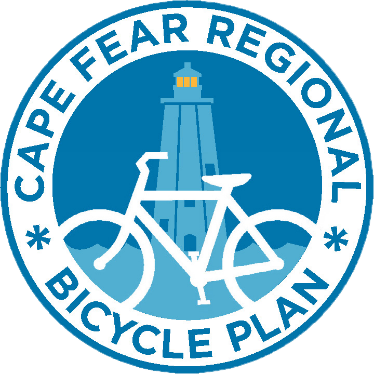 CAPE FEAR REGIONAL
* BICYCLE PLAN *